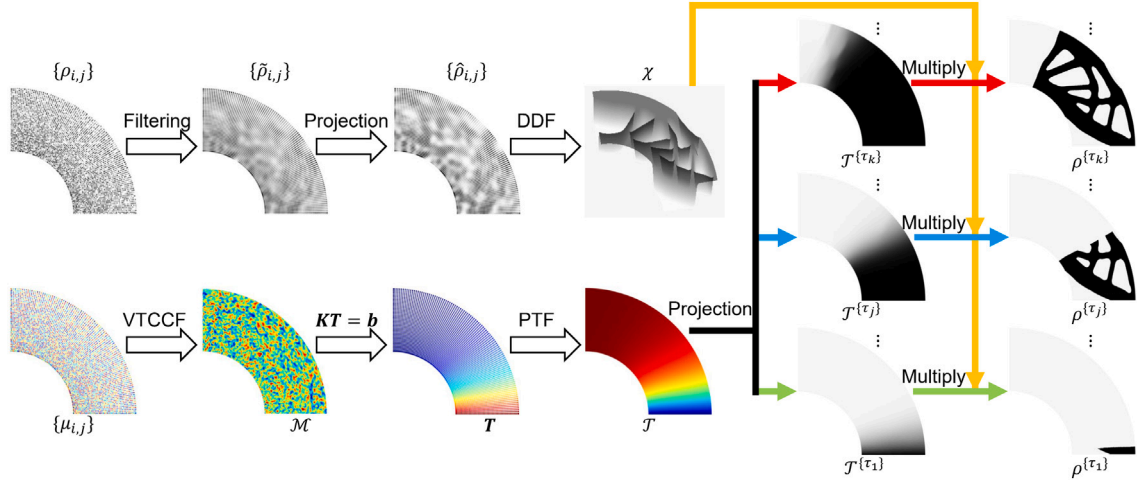 {ρ_{i,j}}
{ρ̃_{i,j}}
{ρ̂_{i,j}}
χ
Filtering
Projection
DDF
⋮
⋮
Multiply
𝒯^{{τ_k}}
ρ^{{τ_k}}
⋮
⋮
Multiply
𝒯^{{τ_j}}
ρ^{{τ_j}}
VTCCF
KT = b
PTF
Projection
{μ_{i,j}}
ℳ
T
𝒯
⋮
⋮
Multiply
𝒯^{{τ_1}}
ρ^{{τ_1}}